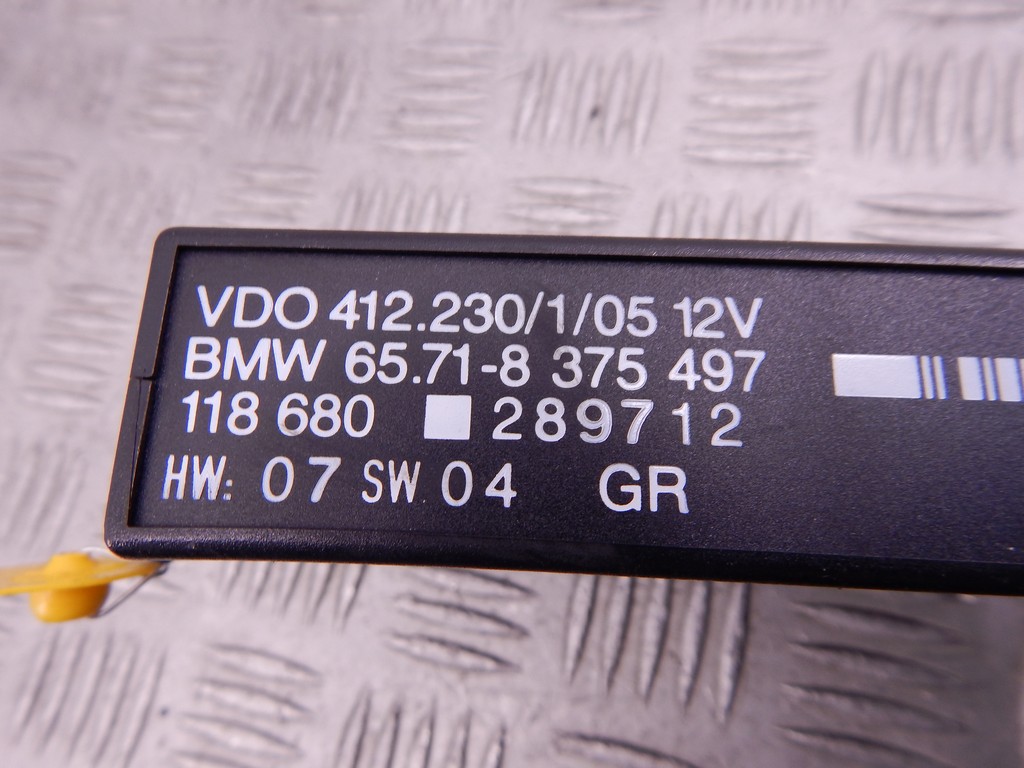 VDO 412.230/1/05 12V
BMW 65.71-8 375 497
118 680 289712
HW: 07 SW 04 GR